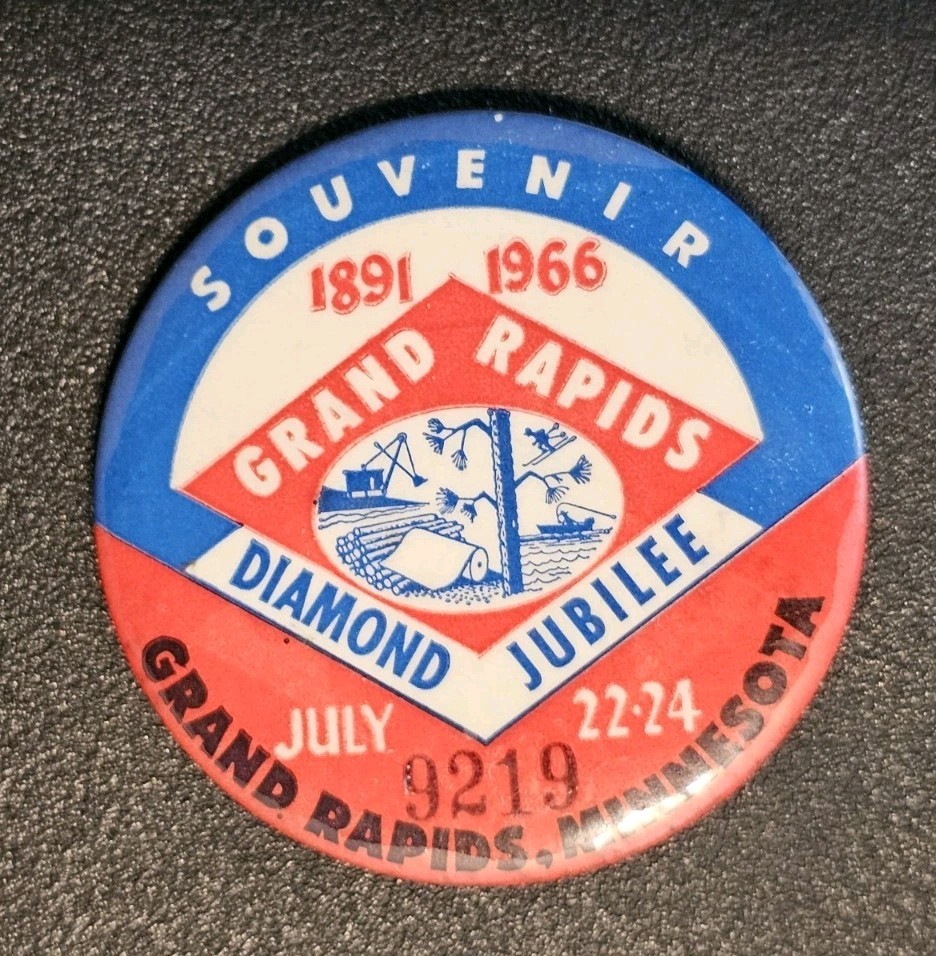 SOUVENIR
1891 1966
GRAND RAPIDS
DIAMOND JUBILEE
JULY 22·24
9219
GRAND RAPIDS, MINNESOTA